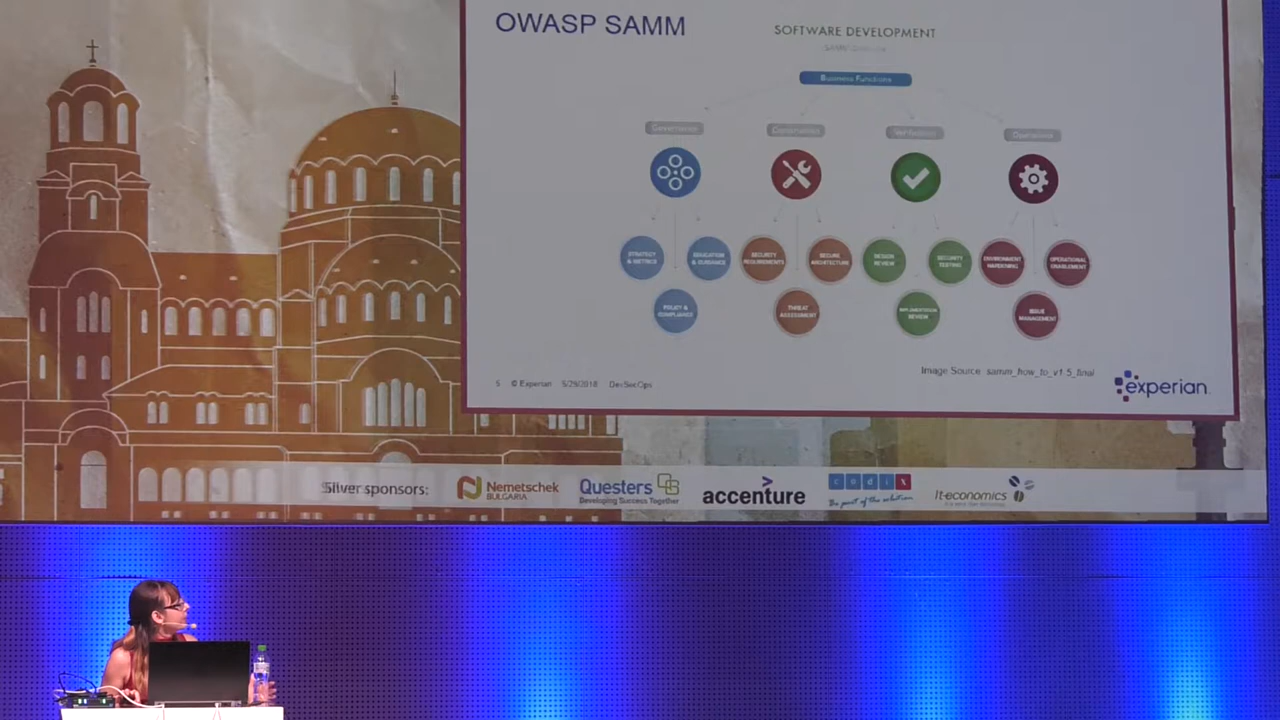 OWASP SAMM
SOFTWARE DEVELOPMENT
Business Functions
Governance
Construction
Verification
Operations
STRATEGY & METRICS
EDUCATION & GUIDANCE
SECURITY REQUIREMENTS
SECURE ARCHITECTURE
DESIGN REVIEW
SECURITY TESTING
ENVIRONMENT HARDENING
OPERATIONAL ENABLEMENT
POLICY & COMPLIANCE
THREAT ASSESSMENT
IMPLEMENTATION REVIEW
ISSUE MANAGEMENT
Image Source samm_how_to_v1.5_final
5 © Experian 5/29/2018 DevSecOps
experian.
Silver sponsors:
Nemetschek
BULGARIA
Questers
Developing Success Together
accenture
codix
the point of the solution
It-economics